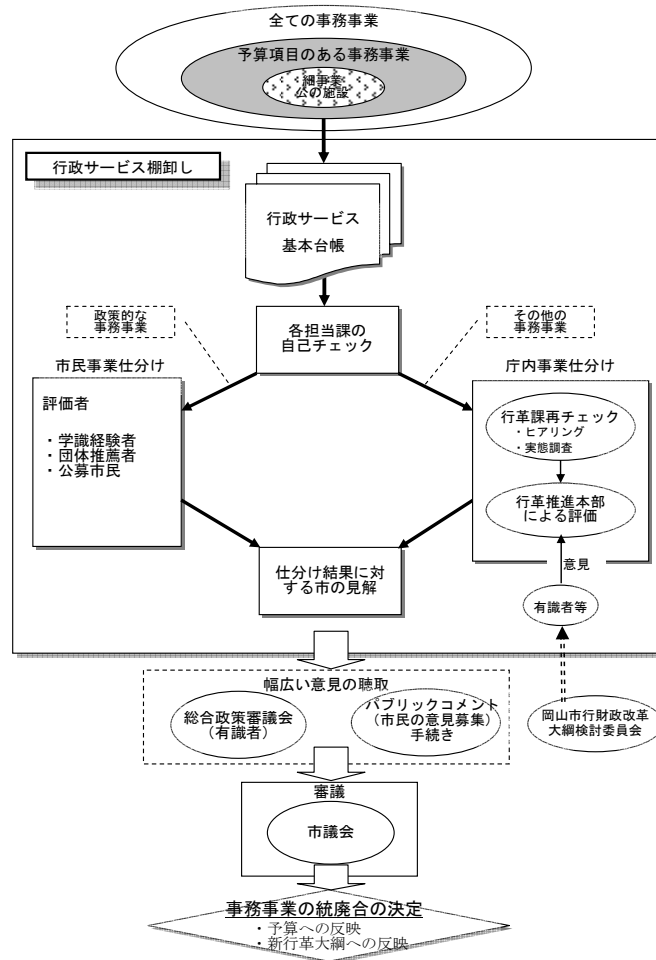 全ての事務事業
予算項目のある事務事業
細事業
公の施設
行政サービス棚卸し
行政サービス
基本台帳
政策的な
事務事業
各担当課の
自己チェック
その他の
事務事業
市民事業仕分け
評価者
・学識経験者
・団体推薦者
・公募市民
庁内事業仕分け
行革課再チェック
・ヒアリング
・実態調査
行革推進本部
による評価
意見
有識者等
仕分け結果に対
する市の見解
幅広い意見の聴取
総合政策審議会
（有識者）
パブリックコメント
（市民の意見募集）
手続き
岡山市行財政改革
大綱検討委員会
審議
市議会
事務事業の統廃合の決定
・予算への反映
・新行革大綱への反映